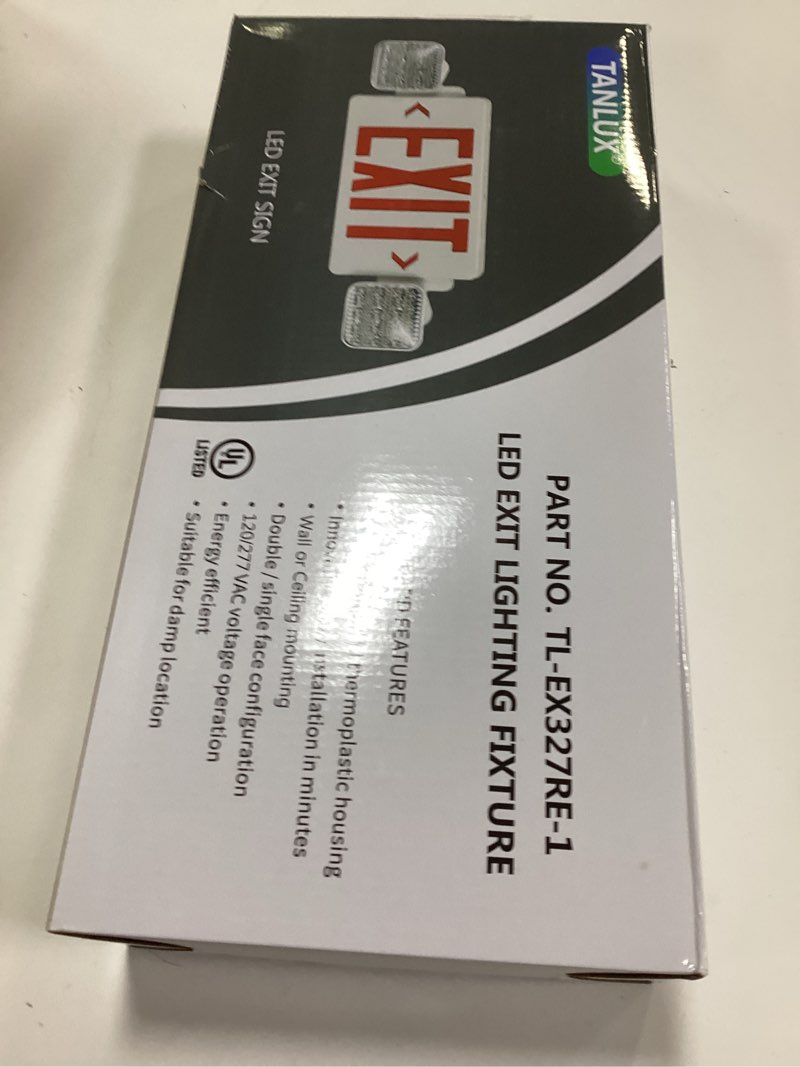 TANLUX®
< EXIT >
LED EXIT SIGN
PART NO. TL-EX327RE-1
LED EXIT LIGHTING FIXTURE
FEATURES
• thermoplastic housing
• Wall or Ceiling mounting installation in minutes
• Double / single face configuration
• 120/277 VAC voltage operation
• Energy efficient
• Suitable for damp location
UL
LISTED